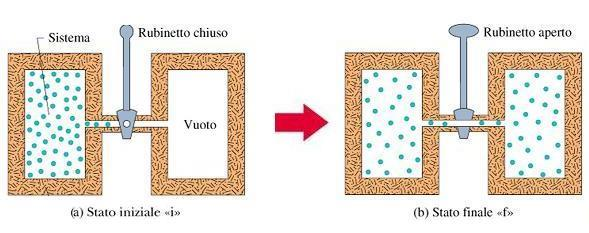 Sistema
Rubinetto chiuso
Vuoto
(a) Stato iniziale «i»
Rubinetto aperto
(b) Stato finale «f»